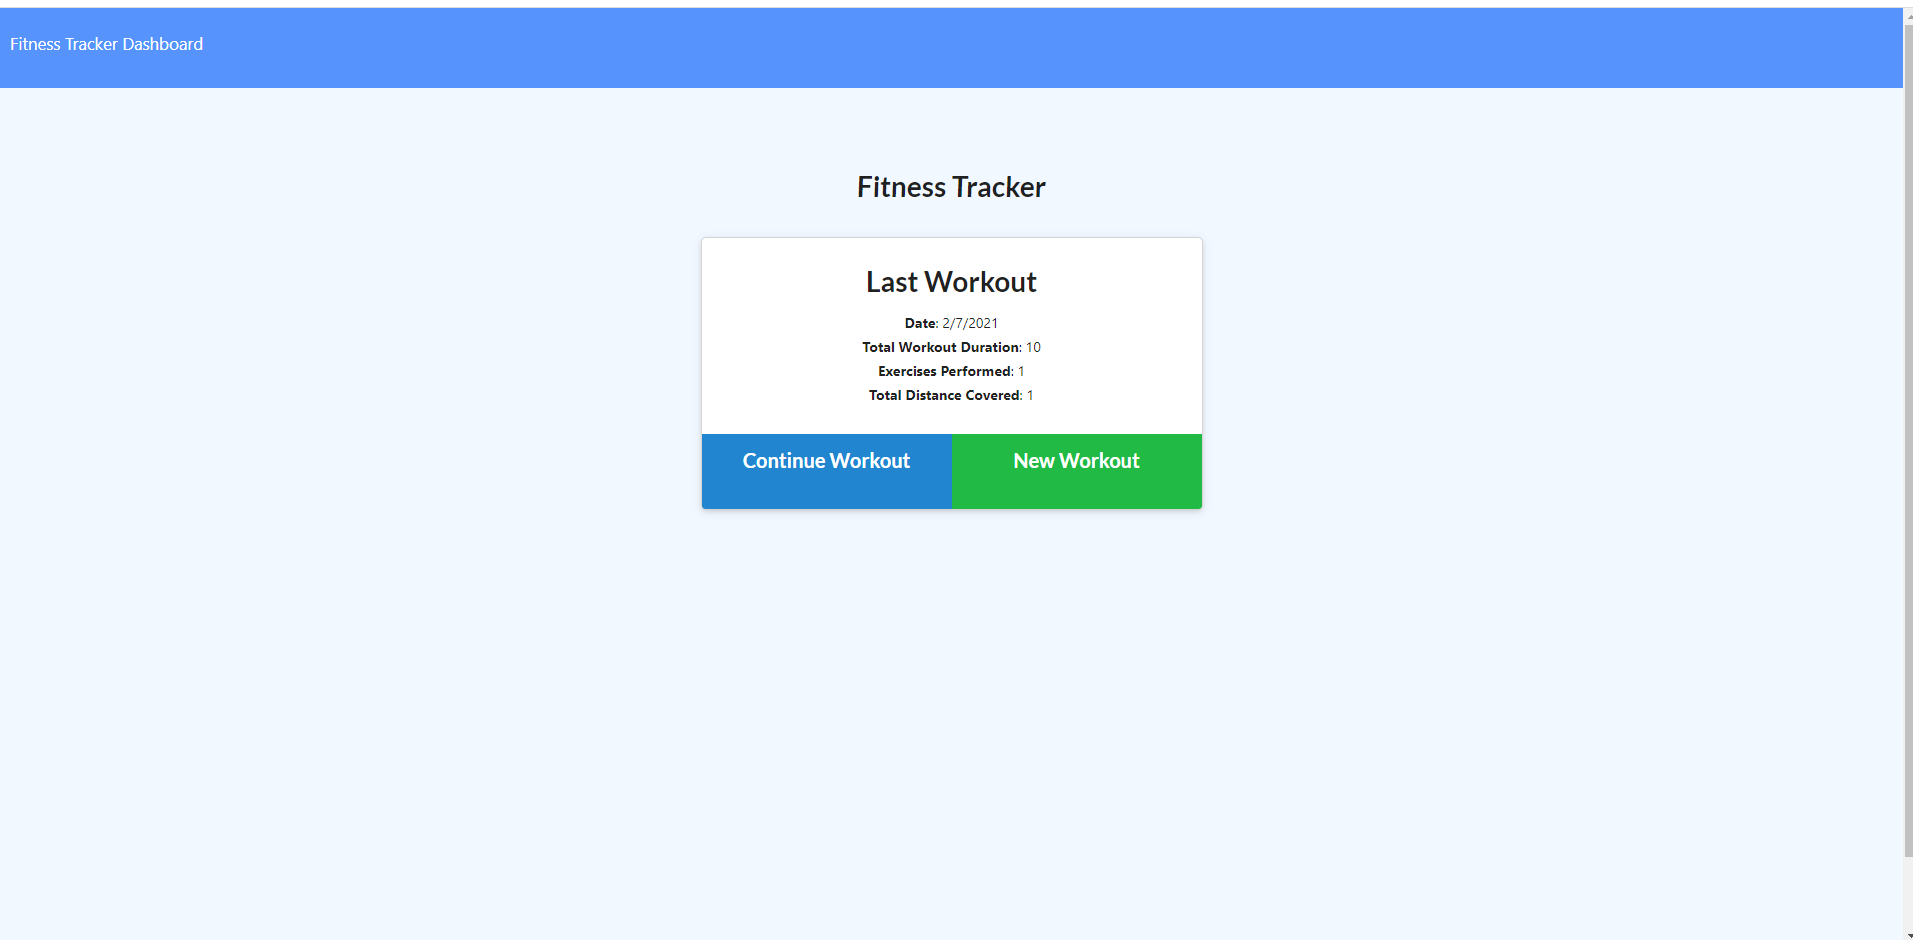 Fitness Tracker Dashboard
Fitness Tracker
Last Workout
Date: 2/7/2021
Total Workout Duration: 10
Exercises Performed: 1
Total Distance Covered: 1
Continue Workout
New Workout